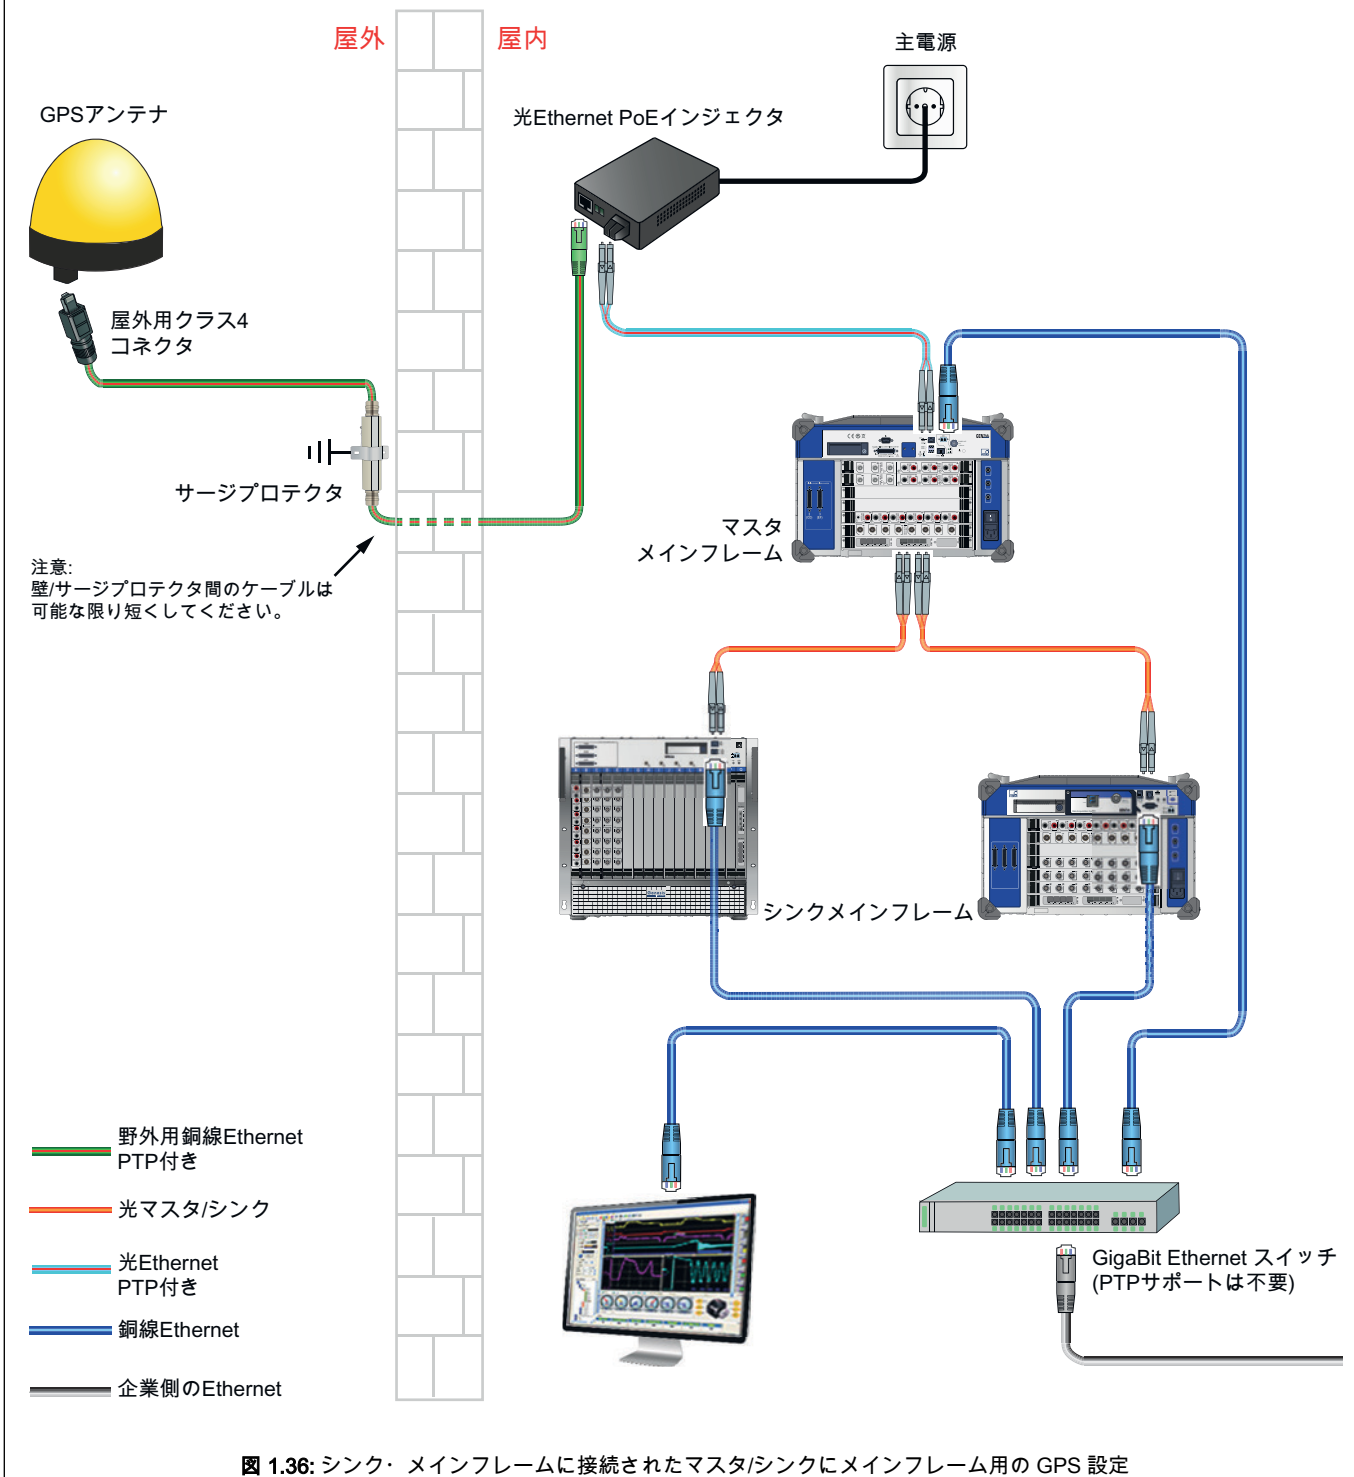 屋外
屋内
主電源
GPSアンテナ
光Ethernet PoEインジェクタ
屋外用クラス4
コネクタ
サージプロテクタ
マスタ
メインフレーム
注意:
壁/サージプロテクタ間のケーブルは
可能な限り短くしてください。
シンクメインフレーム
野外用銅線Ethernet
PTP付き
光マスタ/シンク
光Ethernet
PTP付き
銅線Ethernet
企業側のEthernet
GigaBit Ethernet スイッチ
(PTPサポートは不要)
図 1.36: シンク・メインフレームに接続されたマスタ/シンクにメインフレーム用の GPS 設定